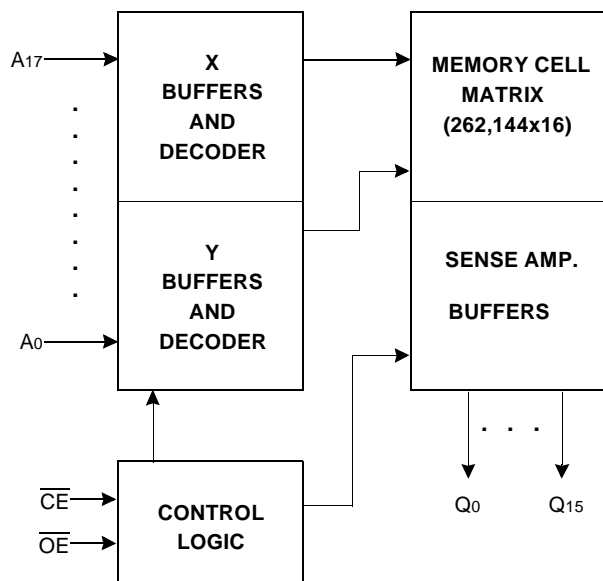 A17
X
BUFFERS
AND
DECODER
MEMORY CELL
MATRIX
(262,144x16)
Y
BUFFERS
AND
DECODER
SENSE AMP.
BUFFERS
A0
CE
OE
CONTROL
LOGIC
Q0
Q15